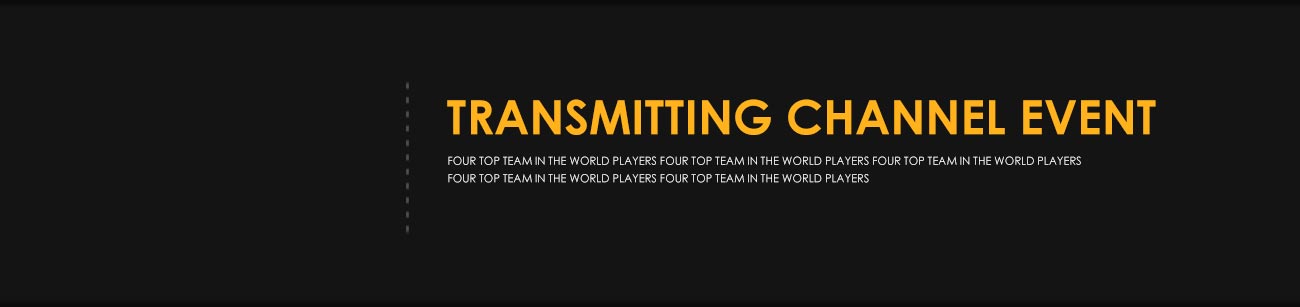 TRANSMITTING CHANNEL EVENT
FOUR TOP TEAM IN THE WORLD PLAYERS FOUR TOP TEAM IN THE WORLD PLAYERS FOUR TOP TEAM IN THE WORLD PLAYERS
FOUR TOP TEAM IN THE WORLD PLAYERS FOUR TOP TEAM IN THE WORLD PLAYERS